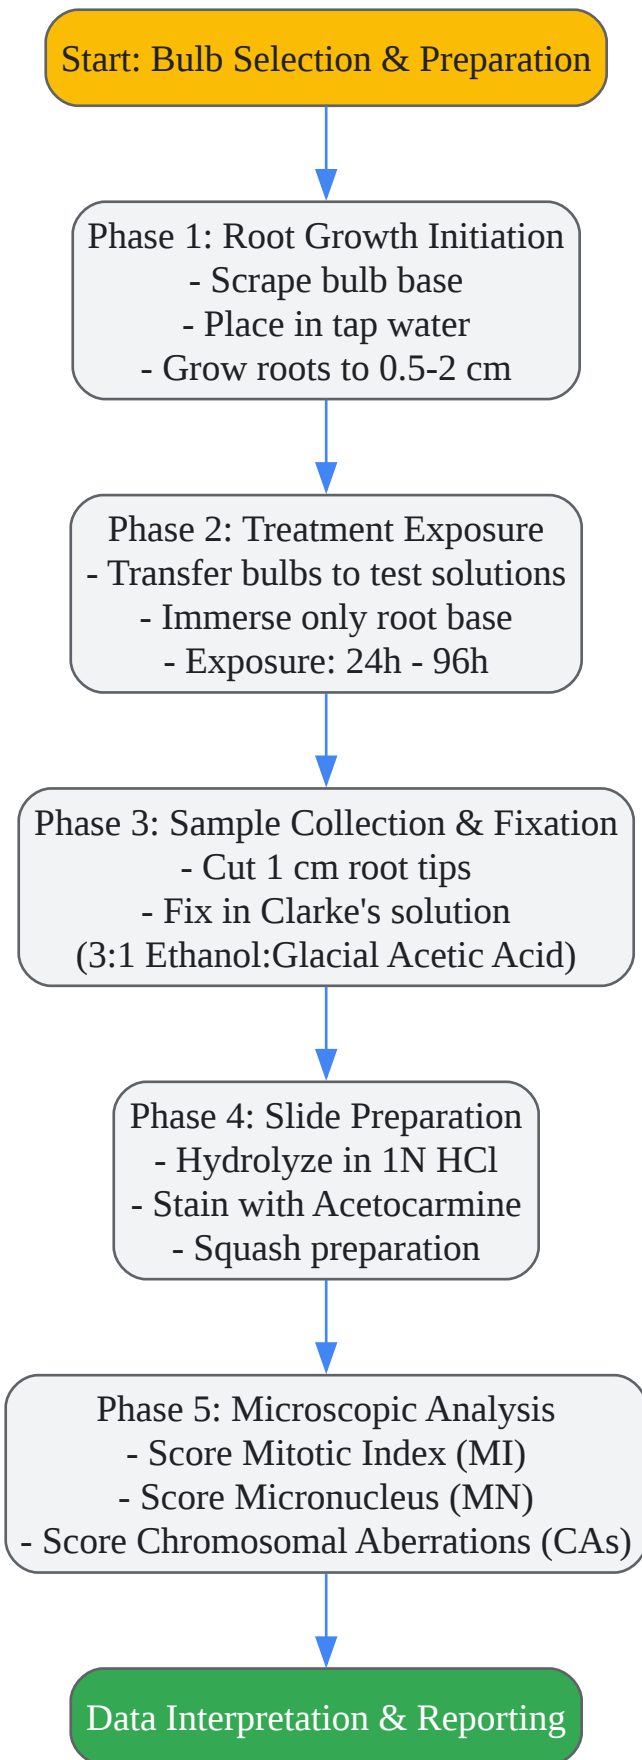 Start: Bulb Selection & Preparation
Phase 1: Root Growth Initiation
- Scrape bulb base
- Place in tap water
- Grow roots to 0.5-2 cm
Phase 2: Treatment Exposure
- Transfer bulbs to test solutions
- Immerse only root base
- Exposure: 24h - 96h
Phase 3: Sample Collection & Fixation
- Cut 1 cm root tips
- Fix in Clarke's solution
(3:1 Ethanol:Glacial Acetic Acid)
Phase 4: Slide Preparation
- Hydrolyze in 1N HCl
- Stain with Acetocarmine
- Squash preparation
Phase 5: Microscopic Analysis
- Score Mitotic Index (MI)
- Score Micronucleus (MN)
- Score Chromosomal Aberrations (CAs)
Data Interpretation & Reporting